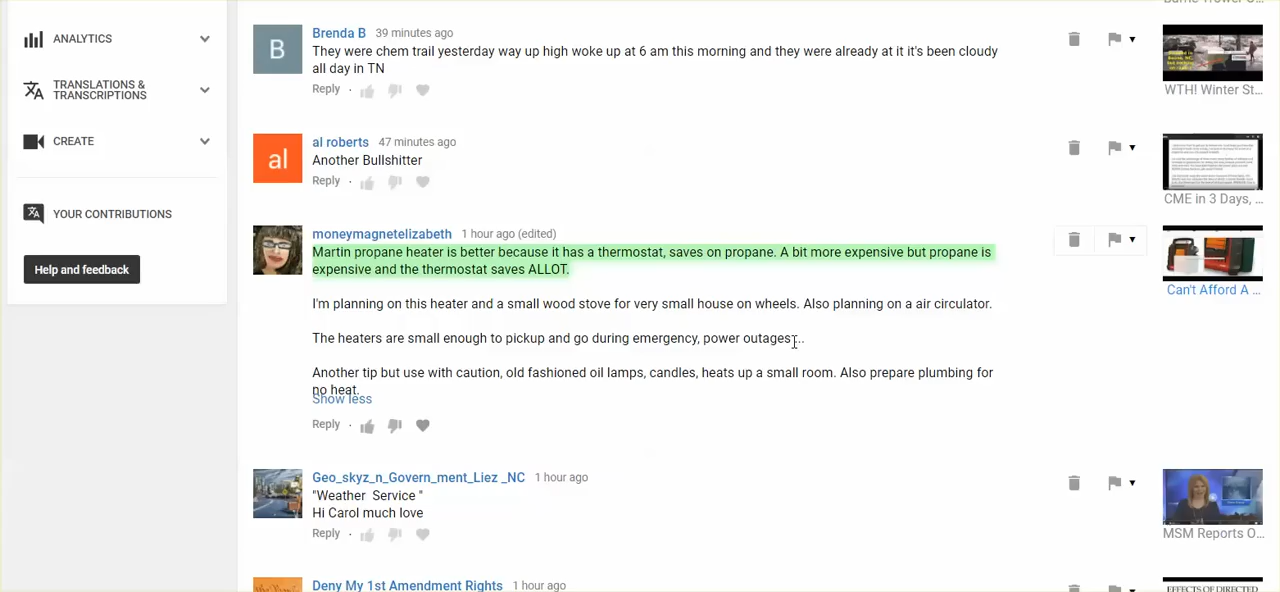 Barrie Trower O...
ANALYTICS
TRANSLATIONS &
TRANSCRIPTIONS
CREATE
YOUR CONTRIBUTIONS
Help and feedback
B
Brenda B 39 minutes ago
They were chem trail yesterday way up high woke up at 6 am this morning and they were already at it it's been cloudy
all day in TN
Reply ·
WTH! Winter St...
al
al roberts 47 minutes ago
Another Bullshitter
Reply ·
CME in 3 Days, ...
moneymagnetelizabeth 1 hour ago (edited)
Martin propane heater is better because it has a thermostat, saves on propane. A bit more expensive but propane is
expensive and the thermostat saves ALLOT.
I'm planning on this heater and a small wood stove for very small house on wheels. Also planning on a air circulator.
The heaters are small enough to pickup and go during emergency, power outages...
Another tip but use with caution, old fashioned oil lamps, candles, heats up a small room. Also prepare plumbing for
no heat.
Show less
Reply ·
Can't Afford A ...
Geo_skyz_n_Govern_ment_Liez _NC 1 hour ago
"Weather Service "
Hi Carol much love
Reply ·
MSM Reports O...
Deny My 1st Amendment Rights 1 hour ago
EFFECTS OF DIRECTED